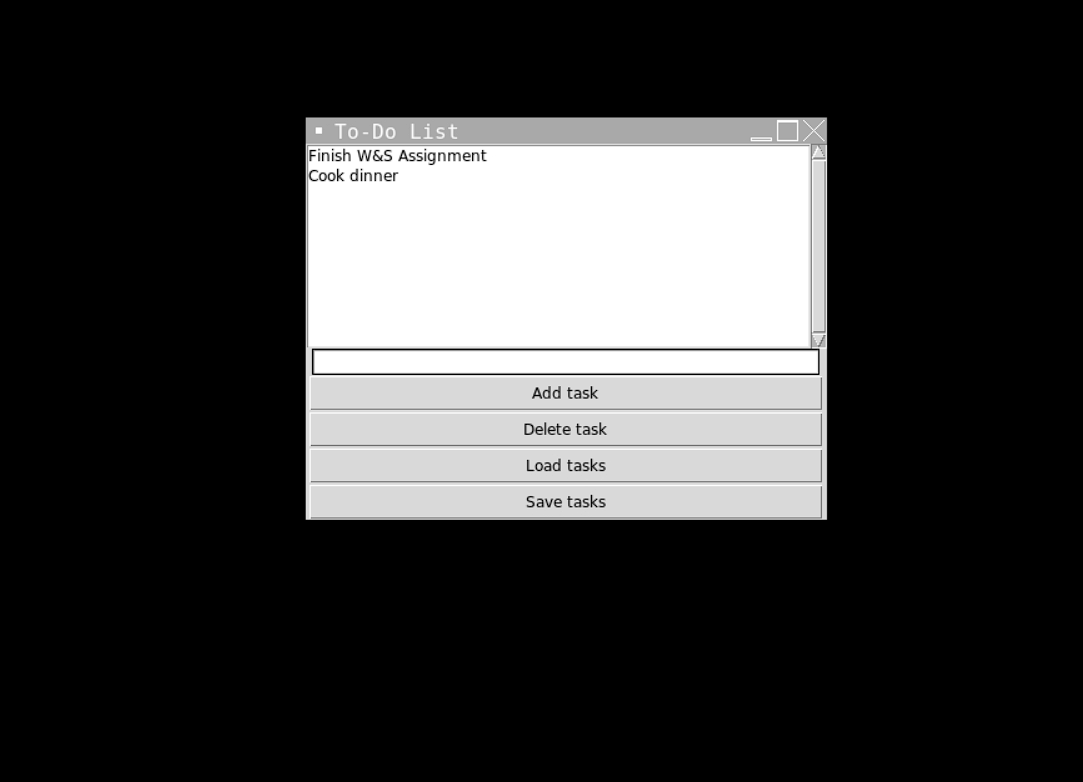 To-Do List
Finish W&S Assignment
Cook dinner
Add task
Delete task
Load tasks
Save tasks